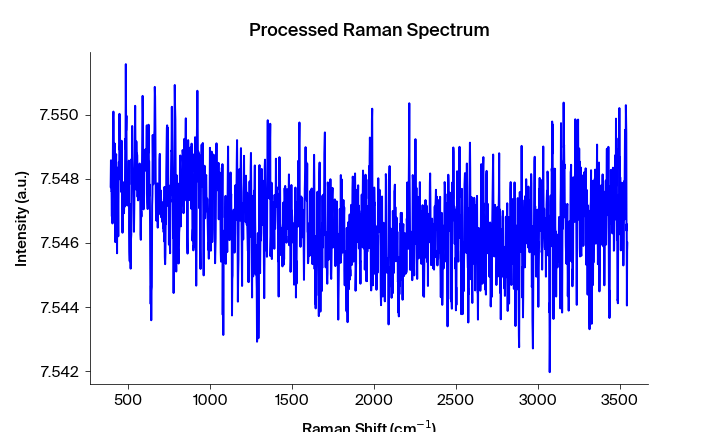 Processed Raman Spectrum
Intensity (a.u.)
7.550
7.548
7.546
7.544
7.542
500 1000 1500 2000 2500 3000 3500
Raman Shift (cm⁻¹)